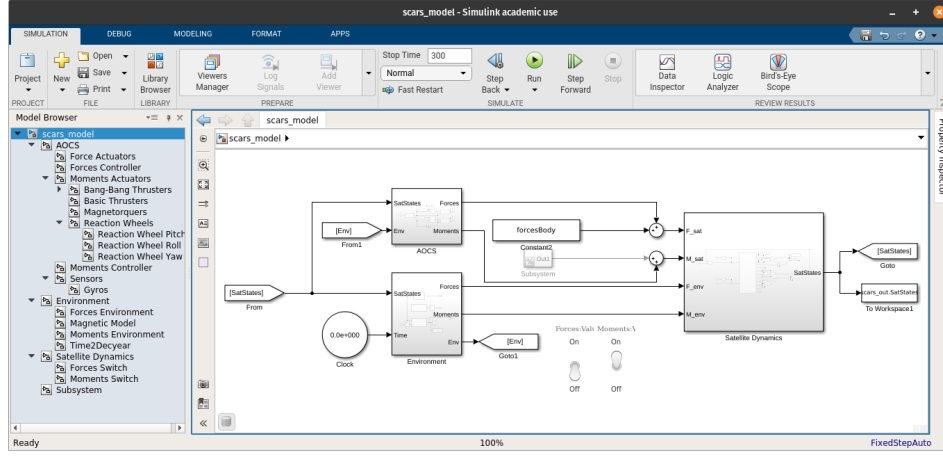 scars_model - Simulink academic use
SIMULATION DEBUG MODELING FORMAT APPS
Project New Open Save Print Library Browser Viewers Manager Log Signals Add Viewer
Stop Time 300
Normal
Fast Restart
Step Back Run Step Forward Stop Data Inspector Logic Analyzer Bird's-Eye Scope
PROJECT FILE LIBRARY PREPARE SIMULATE REVIEW RESULTS
Model Browser
scars_model
AOCS
Force Actuators
Forces Controller
Moments Actuators
Bang-Bang Thrusters
Basic Thrusters
Magnetorquers
Reaction Wheels
Reaction Wheel Pitch
Reaction Wheel Roll
Reaction Wheel Yaw
Moments Controller
Sensors
Gyros
Environment
Forces Environment
Magnetic Model
Moments Environment
Time2Decyear
Satellite Dynamics
Forces Switch
Moments Switch
Subsystem
scars_model
scars_model
Property Inspector
SatStates Forces
Env Moments
AOCS
[Env]
From1
forcesBody
Constant2
Out1
Subsystem
[SatStates]
From
SatStates Forces
Moments
Time
Env
Environment
0.0e+000
Clock
[Env]
Goto1
F_sat
M_sat
F_env
M_env
SatStates
Satellite Dynamics
[SatStates]
Goto
scars_out.SatStates
To Workspace1
On On
Off Off
Ready 100% FixedStepAuto